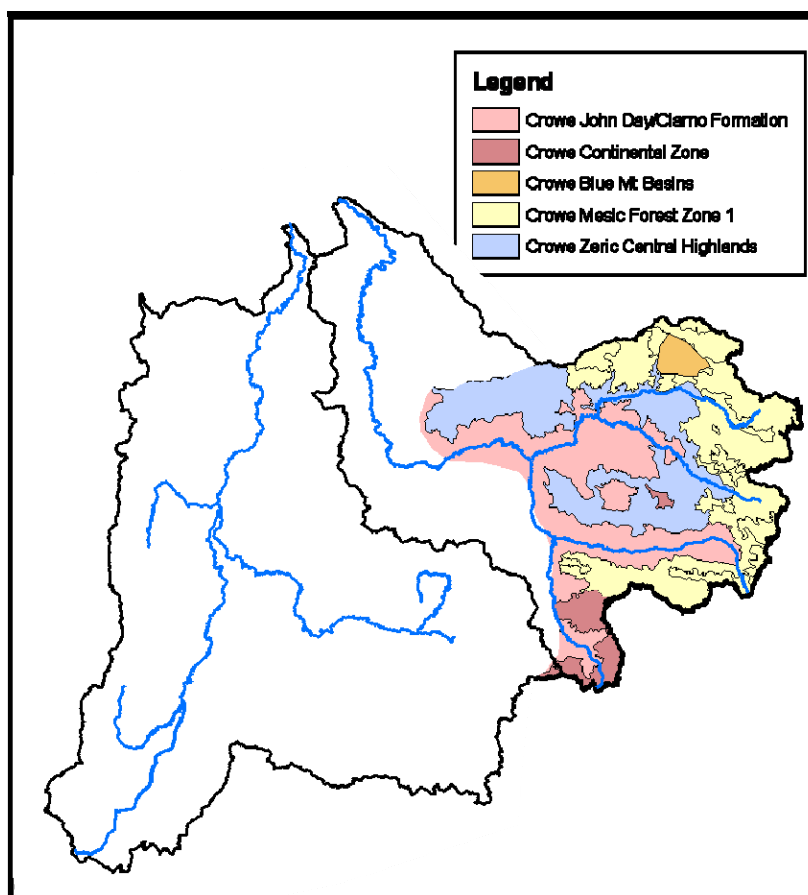 Legend
Crowe John Day/Clarno Formation
Crowe Continental Zone
Crowe Blue Mt Basins
Crowe Mesic Forest Zone 1
Crowe Zeric Central Highlands